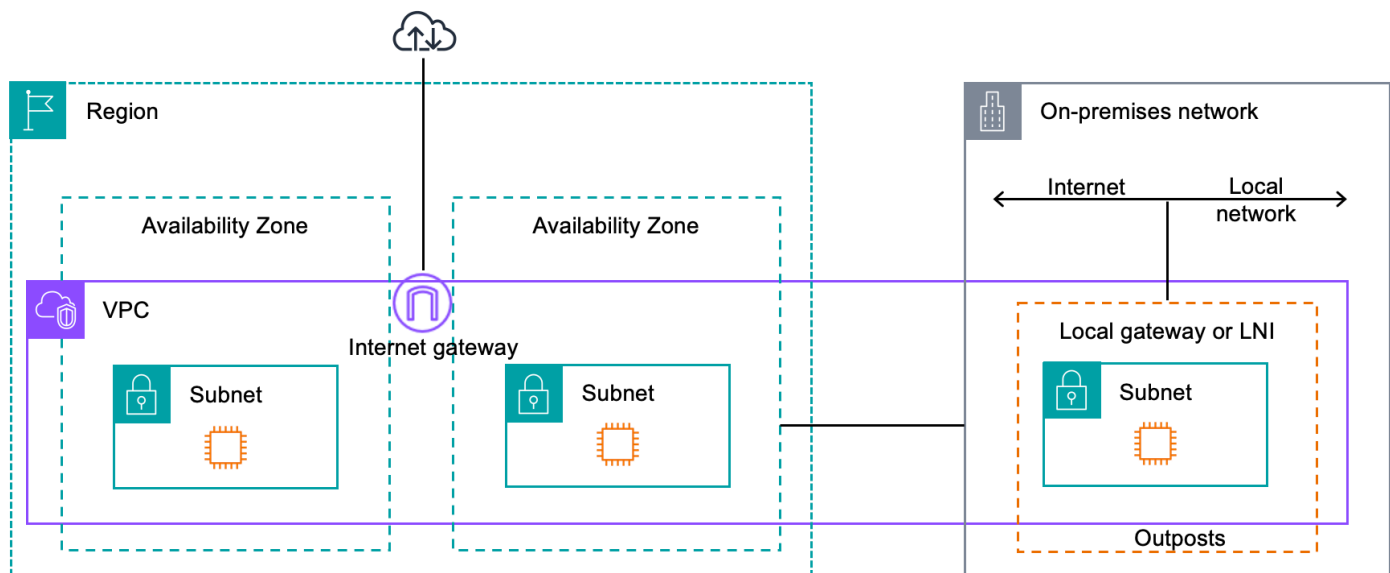 Region
On-premises network
Internet
Local
network
Availability Zone
Availability Zone
VPC
Internet gateway
Local gateway or LNI
Subnet
Subnet
Subnet
Outposts